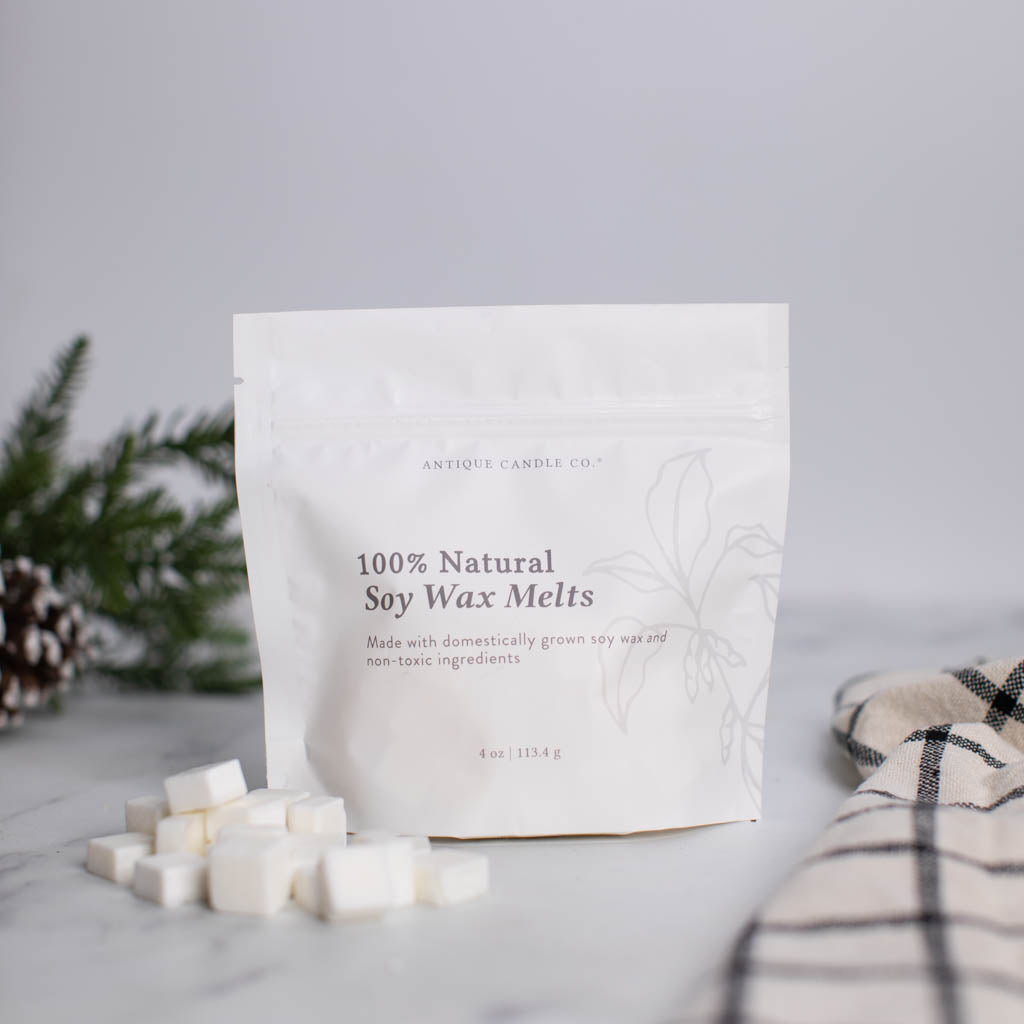 ANTIQUE CANDLE CO.®
100% Natural
Soy Wax Melts
Made with domestically grown soy wax and
non-toxic ingredients
4 oz | 113.4 g